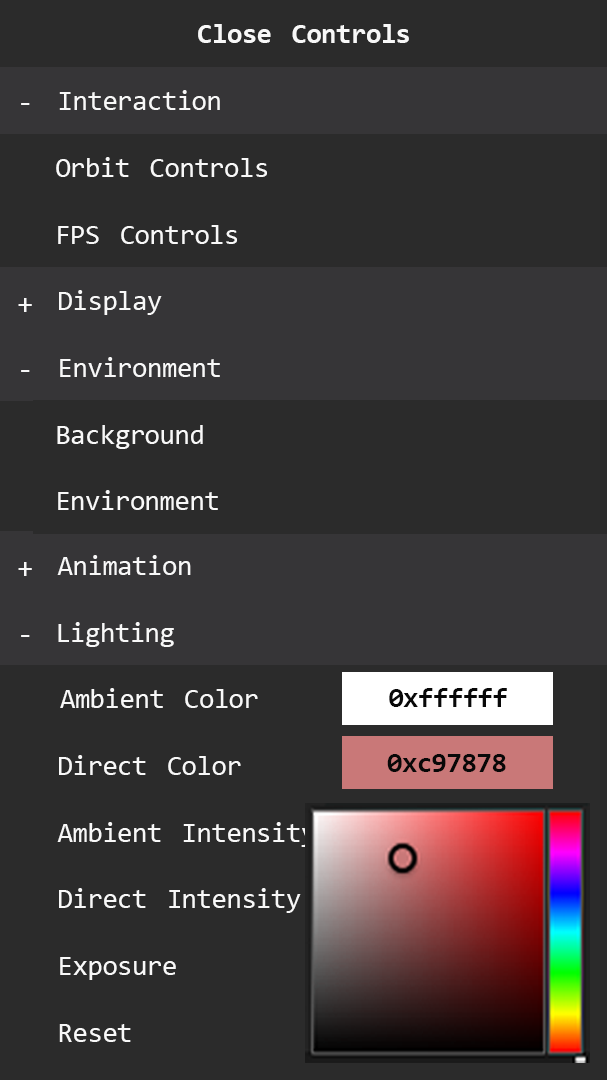 Close Controls
- Interaction
Orbit Controls
FPS Controls
+ Display
- Environment
Background
Environment
+ Animation
- Lighting
Ambient Color 0xffffff
Direct Color 0xc97878
Ambient Intensity
Direct Intensity
Exposure
Reset